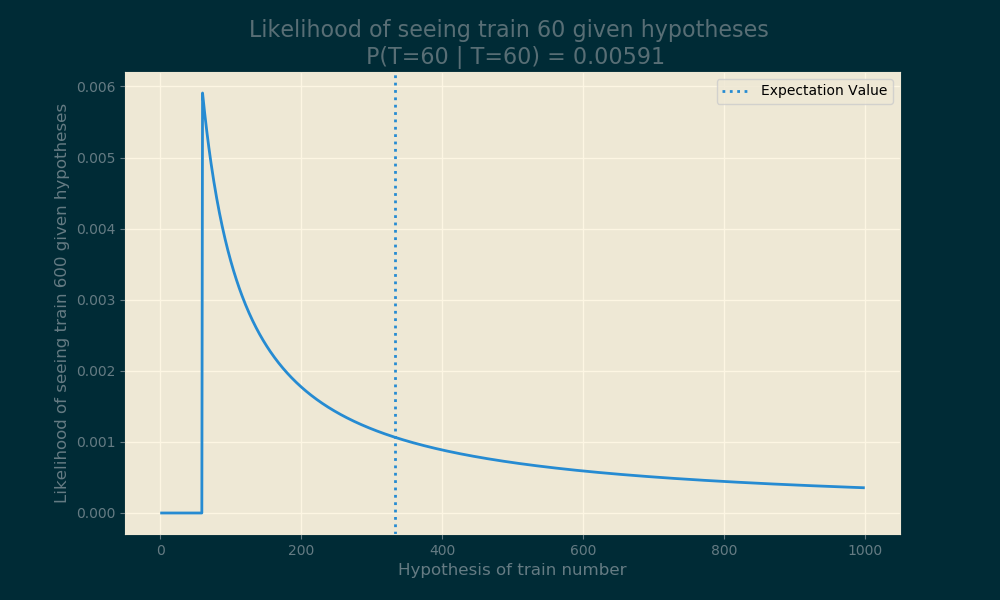 Likelihood of seeing train 60 given hypotheses
P(T=60 | T=60) = 0.00591
Expectation Value
Likelihood of seeing train 600 given hypotheses
0.006
0.005
0.004
0.003
0.002
0.001
0.000
0 200 400 600 800 1000
Hypothesis of train number